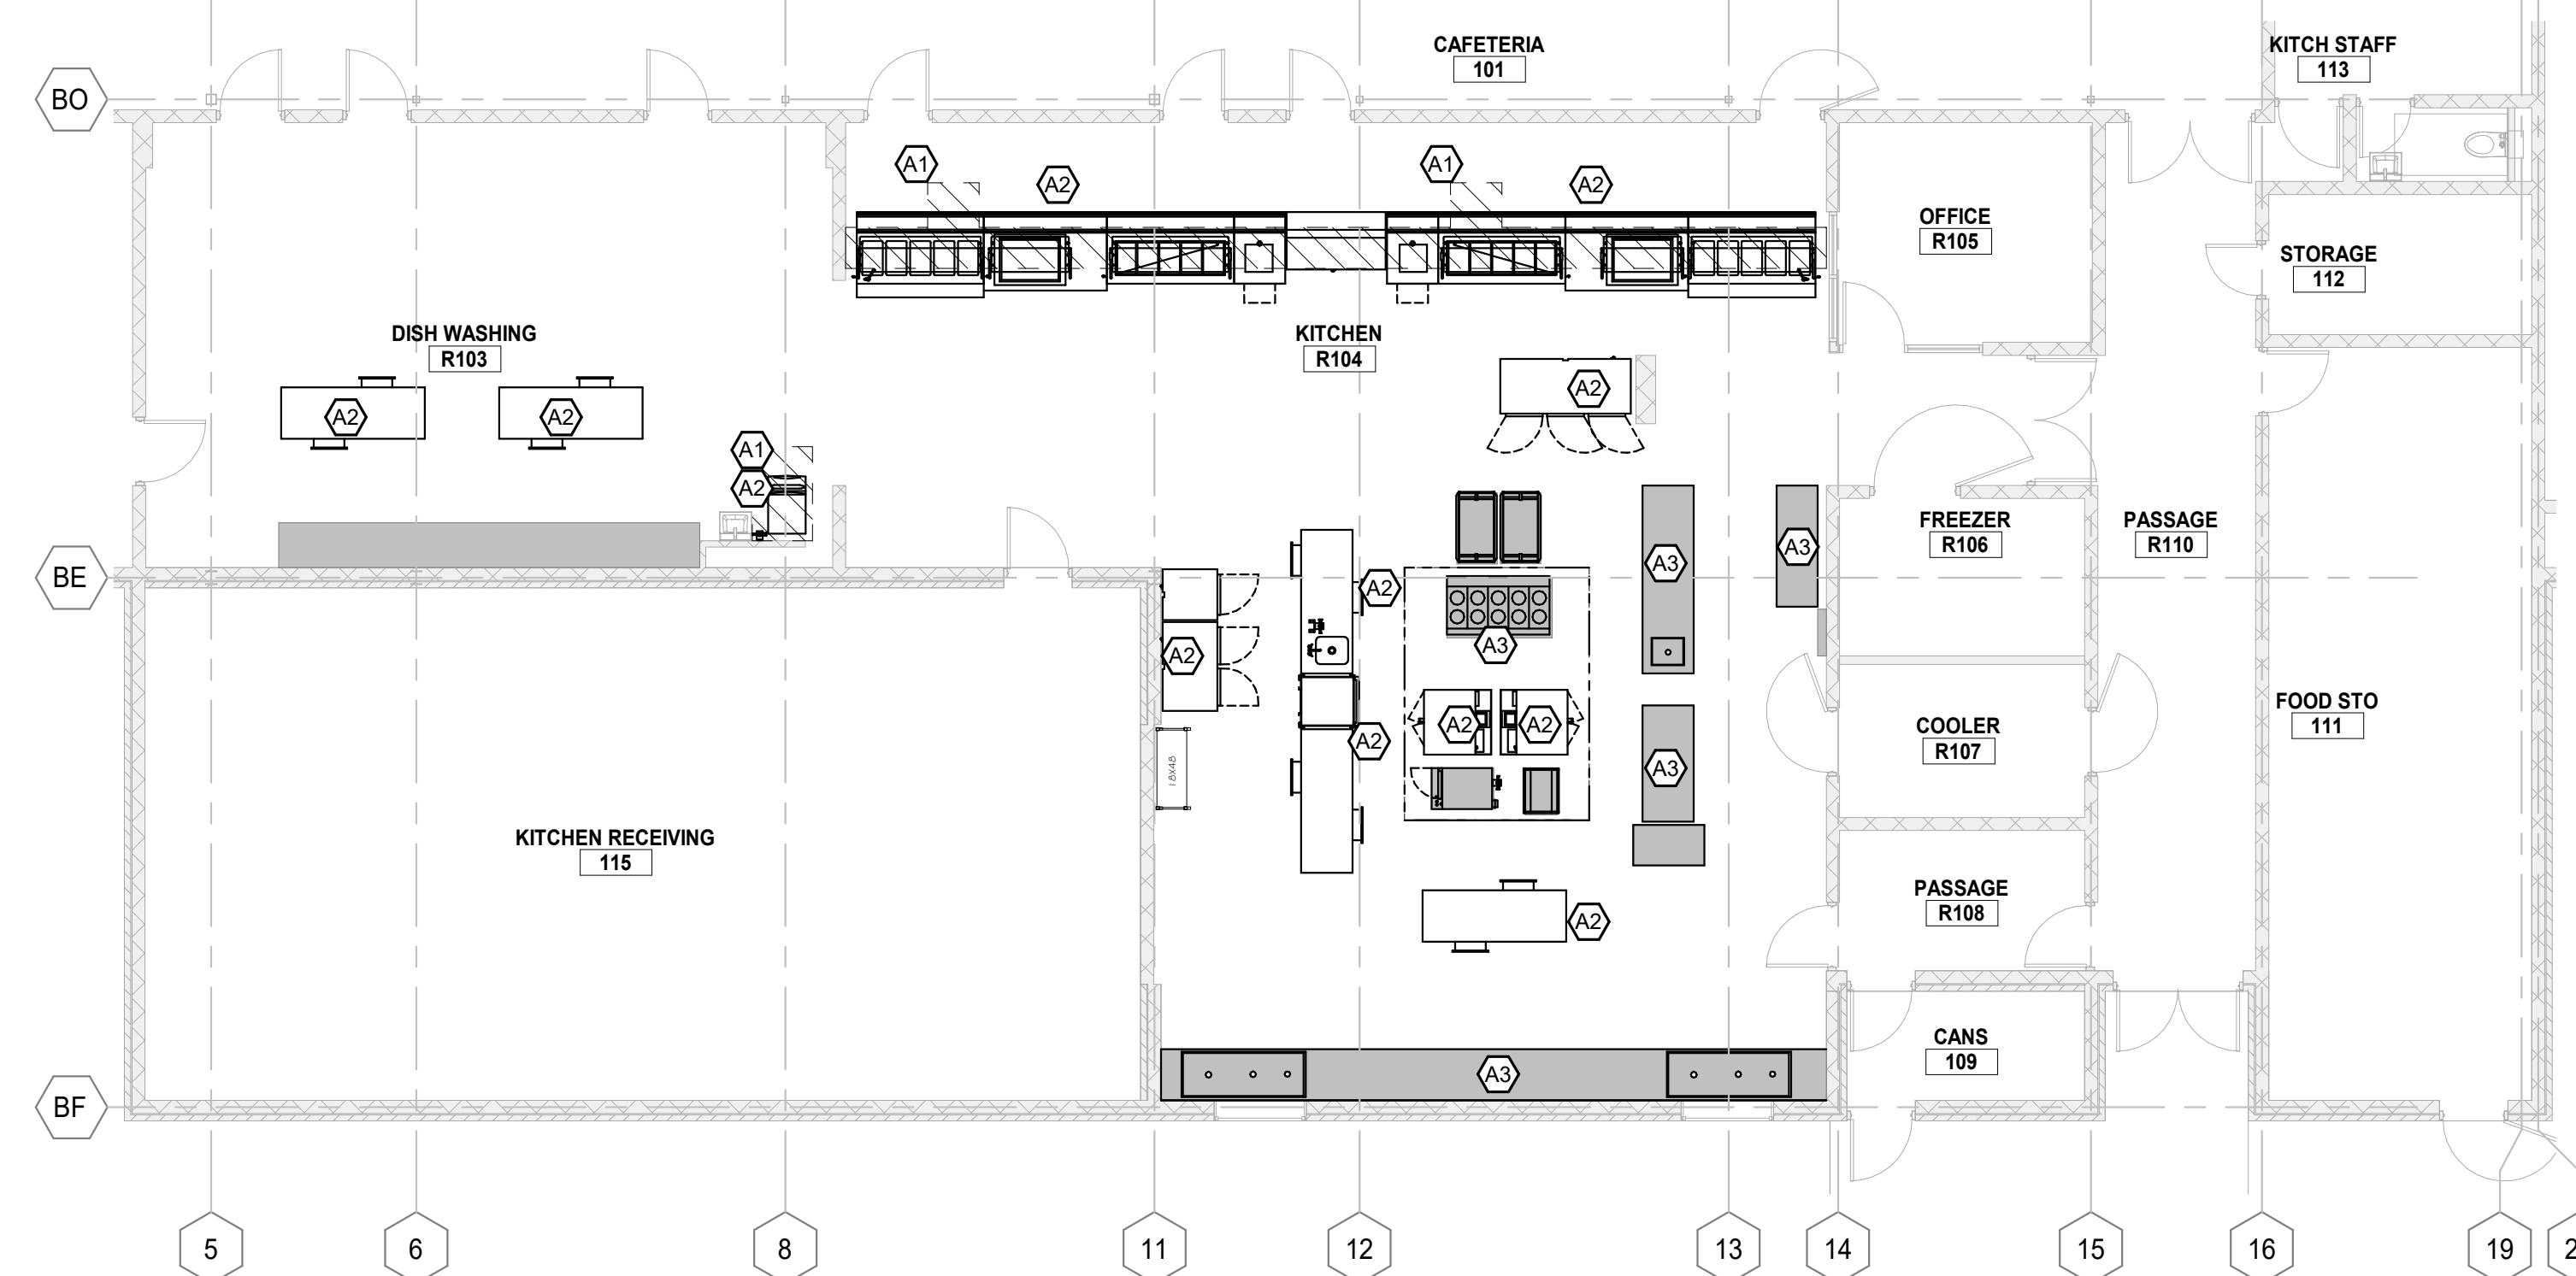 CAFETERIA
101
KITCH STAFF
113
BO
A1
A2
A1
A2
OFFICE
R105
STORAGE
112
DISH WASHING
R103
KITCHEN
R104
A2
A2
A2
A1
A2
FREEZER
R106
PASSAGE
R110
A3
A3
BE
A2
A3
A2
FOOD STO
111
COOLER
R107
A2
A2
A2
A3
18X48
KITCHEN RECEIVING
115
PASSAGE
R108
A2
CANS
109
A3
BF
5
6
8
11
12
13
14
15
16
19
2